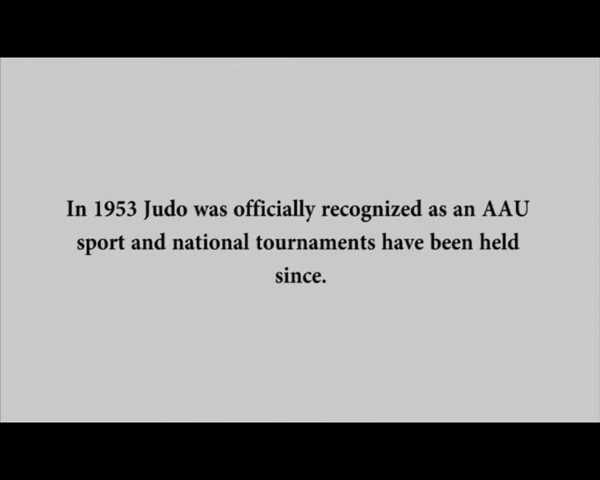 In 1953 Judo was officially recognized as an AAU
sport and national tournaments have been held
since.